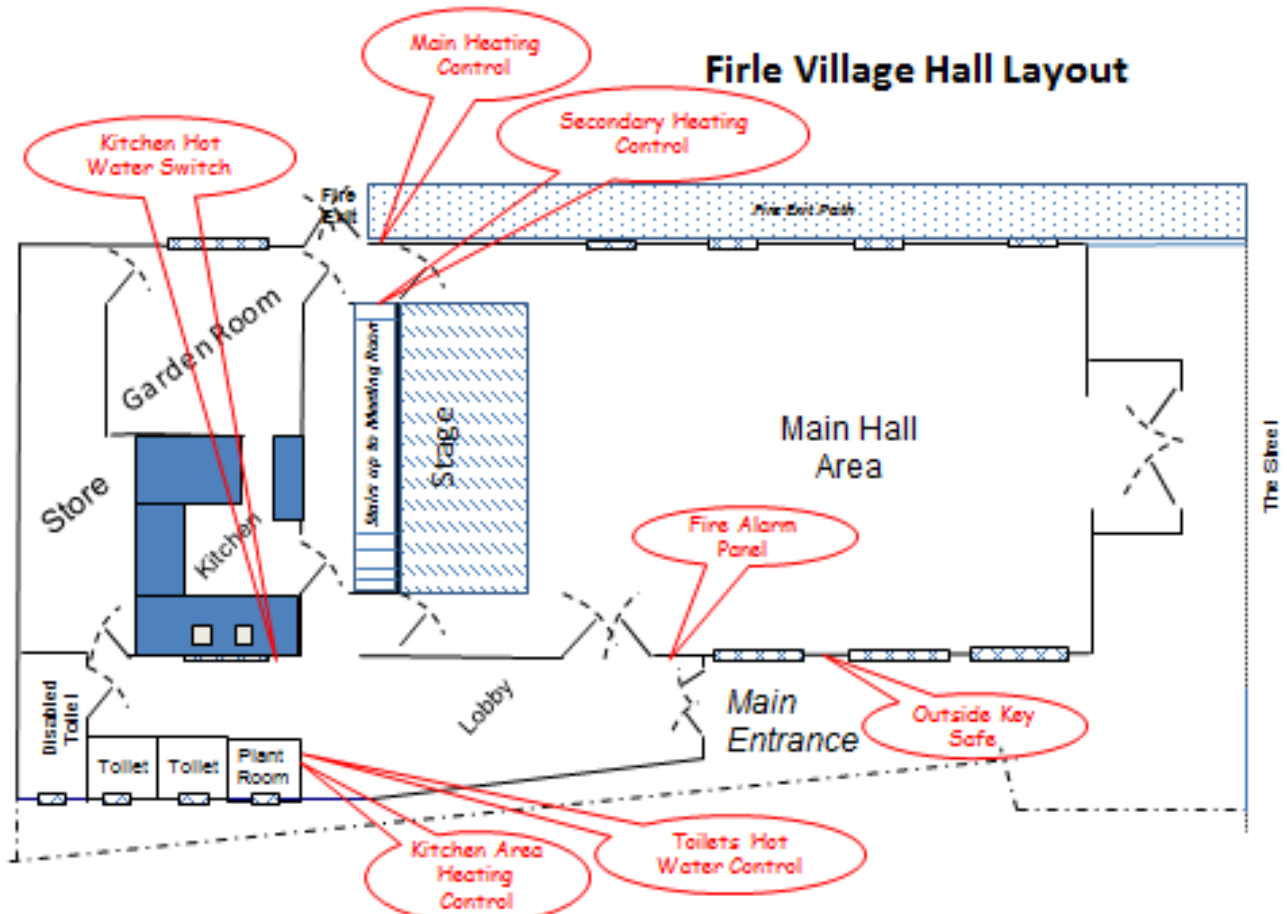 Main Heating
Control
Firle Village Hall Layout
Secondary Heating
Control
Kitchen Hot
Water Switch
Fire
Exit
Fire Exit Path
Garden Room
Stairs up to Meeting Room
Stage
Main Hall
Area
The Street
Store
Kitchen
Fire Alarm
Panel
Disabled
Toilet
Lobby
Main
Entrance
Outside Key
Safe
Toilet
Toilet
Plant
Room
Kitchen Area
Heating
Control
Toilets Hot
Water Control